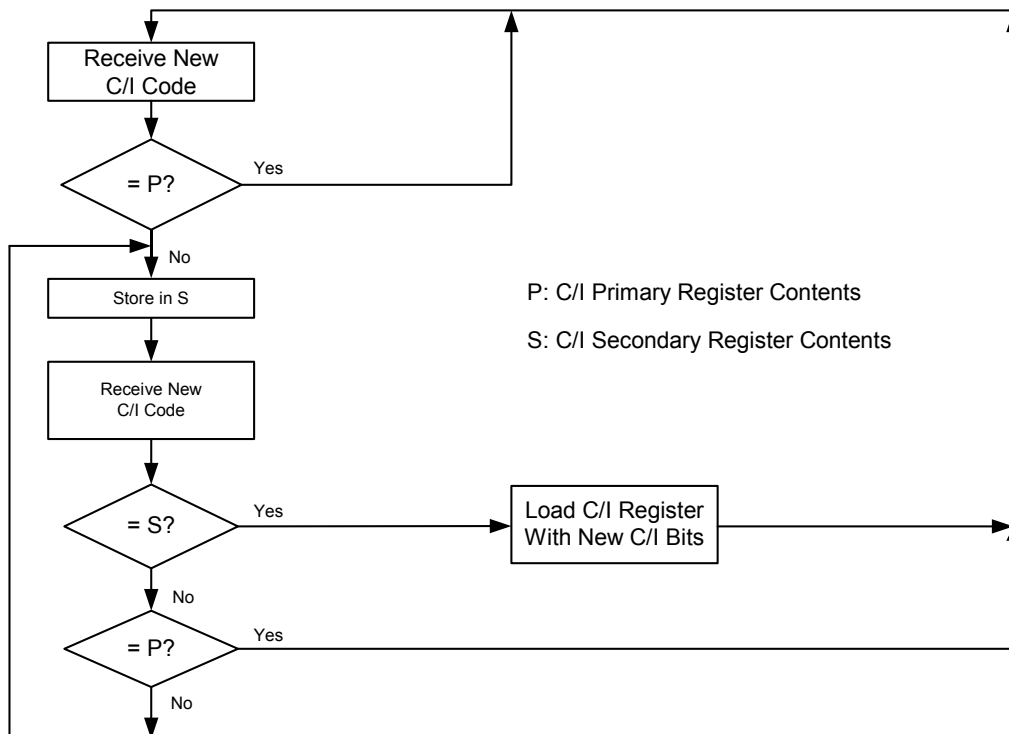 Receive New
C/I Code
= P?
Yes
No
Store in S
P: C/I Primary Register Contents
S: C/I Secondary Register Contents
Receive New
C/I Code
= S?
Yes
Load C/I Register
With New C/I Bits
No
= P?
Yes
No